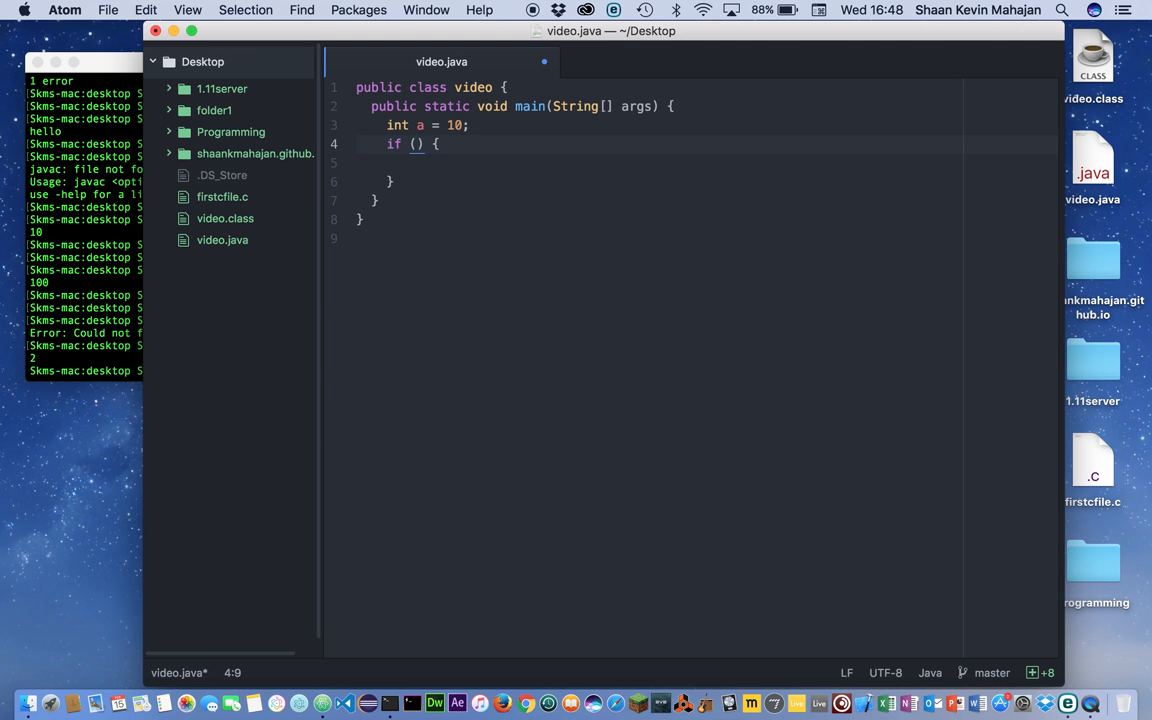 Atom File Edit View Selection Find Packages Window Help 88% Wed 16:48 Shaan Kevin Mahajan
video.java — ~/Desktop
1 error
[Skms-mac:desktop S
[Skms-mac:desktop S
[Skms-mac:desktop S
hello
[Skms-mac:desktop S
[Skms-mac:desktop S
javac: file not fo
Usage: javac <opti
use -help for a li
[Skms-mac:desktop S
[Skms-mac:desktop S
10
[Skms-mac:desktop S
[Skms-mac:desktop S
[Skms-mac:desktop S
100
[Skms-mac:desktop S
[Skms-mac:desktop S
[Skms-mac:desktop S
Error: Could not f
[Skms-mac:desktop S
2
Skms-mac:desktop S
Desktop
1.11server
folder1
Programming
shaankmahajan.github.
.DS_Store
firstcfile.c
video.class
video.java
video.java
1 public class video {
2 public static void main(String[] args) {
3 int a = 10;
4 if () {
5
6 }
7 }
8 }
9
video.java* 4:9 LF UTF-8 Java master +8
CLASS
video.class
.java
video.java
ankmahajan.git
hub.io
1.11server
.C
firstcfile.c
rogramming
15
Dw
Ae
Live
Live